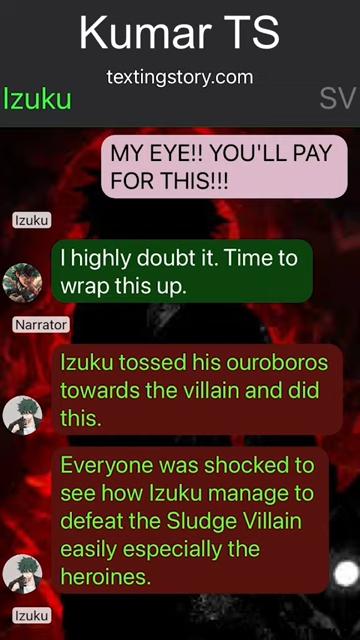 Kumar TS
textingstory.com
Izuku
SV
MY EYE!! YOU'LL PAY
FOR THIS!!!
Izuku
I highly doubt it. Time to
wrap this up.
Narrator
Izuku tossed his ouroboros
towards the villain and did
this.
Everyone was shocked to
see how Izuku manage to
defeat the Sludge Villain
easily especially the
heroines.
Izuku